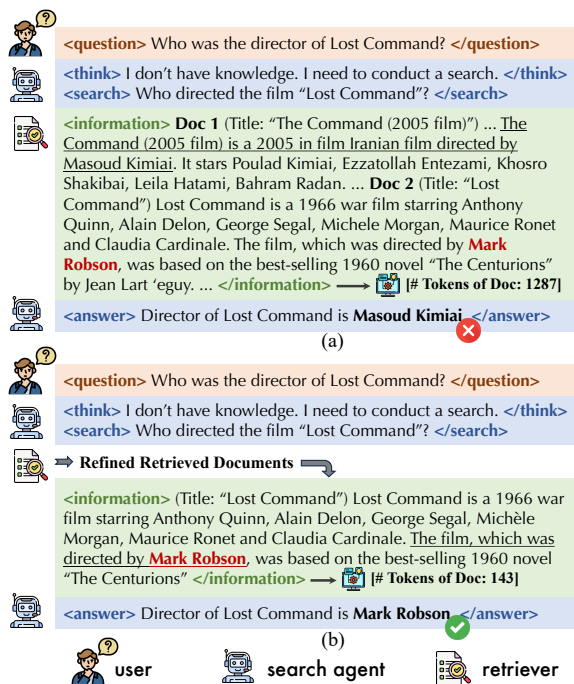 <question> Who was the director of Lost Command? </question>
<think> I don't have knowledge. I need to conduct a search. </think>
<search> Who directed the film “Lost Command”? </search>
<information> Doc 1 (Title: “The Command (2005 film)”) ... The
Command (2005 film) is a 2005 in film Iranian film directed by
Masoud Kimiai. It stars Poulad Kimiai, Ezzatollah Entezami, Khosro
Shakibai, Leila Hatami, Bahram Radan. ... Doc 2 (Title: “Lost
Command”) Lost Command is a 1966 war film starring Anthony
Quinn, Alain Delon, George Segal, Michele Morgan, Maurice Ronet
and Claudia Cardinale. The film, which was directed by Mark
Robson, was based on the best-selling 1960 novel “The Centurions”
by Jean Lart ‘eguy. ... </information> [# Tokens of Doc: 1287]
<answer> Director of Lost Command is Masoud Kimiai </answer>
(a)
<question> Who was the director of Lost Command? </question>
<think> I don't have knowledge. I need to conduct a search. </think>
<search> Who directed the film “Lost Command”? </search>
Refined Retrieved Documents
<information> (Title: “Lost Command”) Lost Command is a 1966 war
film starring Anthony Quinn, Alain Delon, George Segal, Michèle
Morgan, Maurice Ronet and Claudia Cardinale. The film, which was
directed by Mark Robson, was based on the best-selling 1960 novel
“The Centurions” </information> [# Tokens of Doc: 143]
<answer> Director of Lost Command is Mark Robson </answer>
(b)
user search agent retriever